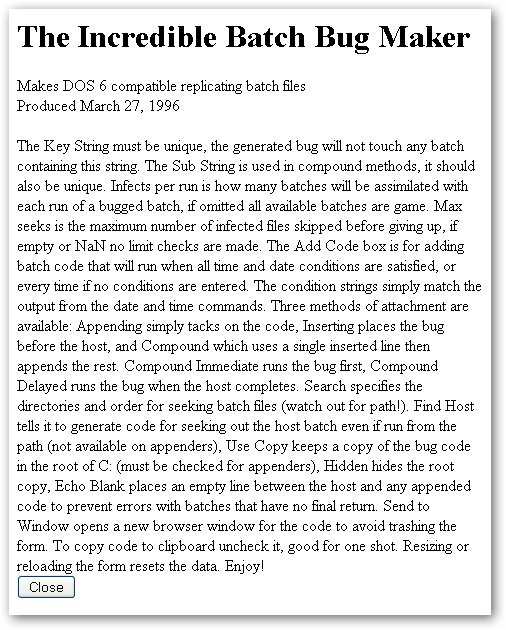 The Incredible Batch Bug Maker
Makes DOS 6 compatible replicating batch files
Produced March 27, 1996
The Key String must be unique, the generated bug will not touch any batch
containing this string. The Sub String is used in compound methods, it should
also be unique. Infects per run is how many batches will be assimilated with
each run of a bugged batch, if omitted all available batches are game. Max
seeks is the maximum number of infected files skipped before giving up, if
empty or NaN no limit checks are made. The Add Code box is for adding
batch code that will run when all time and date conditions are satisfied, or
every time if no conditions are entered. The condition strings simply match the
output from the date and time commands. Three methods of attachment are
available: Appending simply tacks on the code, Inserting places the bug
before the host, and Compound which uses a single inserted line then
appends the rest. Compound Immediate runs the bug first, Compound
Delayed runs the bug when the host completes. Search specifies the
directories and order for seeking batch files (watch out for path!). Find Host
tells it to generate code for seeking out the host batch even if run from the
path (not available on appenders), Use Copy keeps a copy of the bug code
in the root of C: (must be checked for appenders), Hidden hides the root
copy, Echo Blank places an empty line between the host and any appended
code to prevent errors with batches that have no final return. Send to
Window opens a new browser window for the code to avoid trashing the
form. To copy code to clipboard uncheck it, good for one shot. Resizing or
reloading the form resets the data. Enjoy!
Close